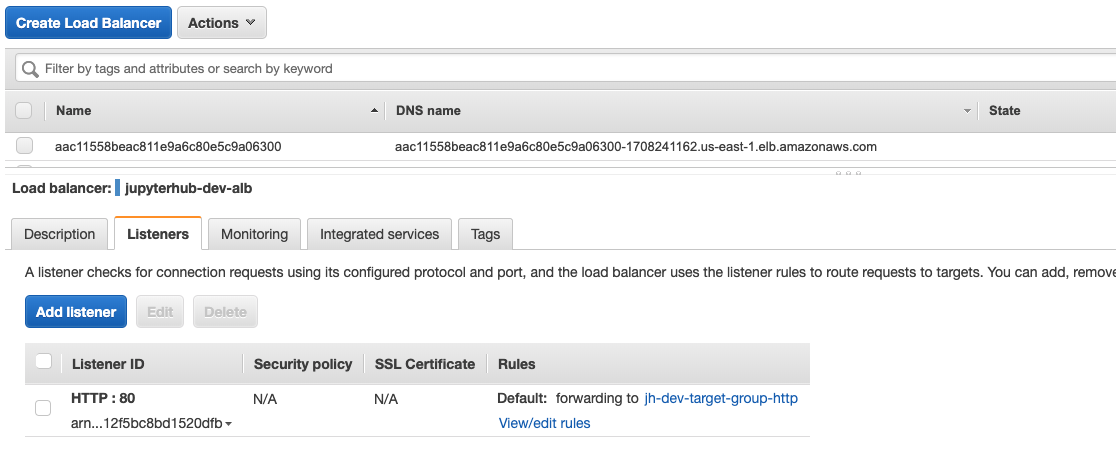 Create Load Balancer Actions
Filter by tags and attributes or search by keyword
Name DNS name State
aac11558beac811e9a6c80e5c9a06300 aac11558beac811e9a6c80e5c9a06300-1708241162.us-east-1.elb.amazonaws.com
Load balancer: jupyterhub-dev-alb
Description Listeners Monitoring Integrated services Tags
A listener checks for connection requests using its configured protocol and port, and the load balancer uses the listener rules to route requests to targets. You can add, remove
Add listener Edit Delete
Listener ID Security policy SSL Certificate Rules
HTTP : 80 N/A N/A Default: forwarding to jh-dev-target-group-http
arn...12f5bc8bd1520dfb View/edit rules